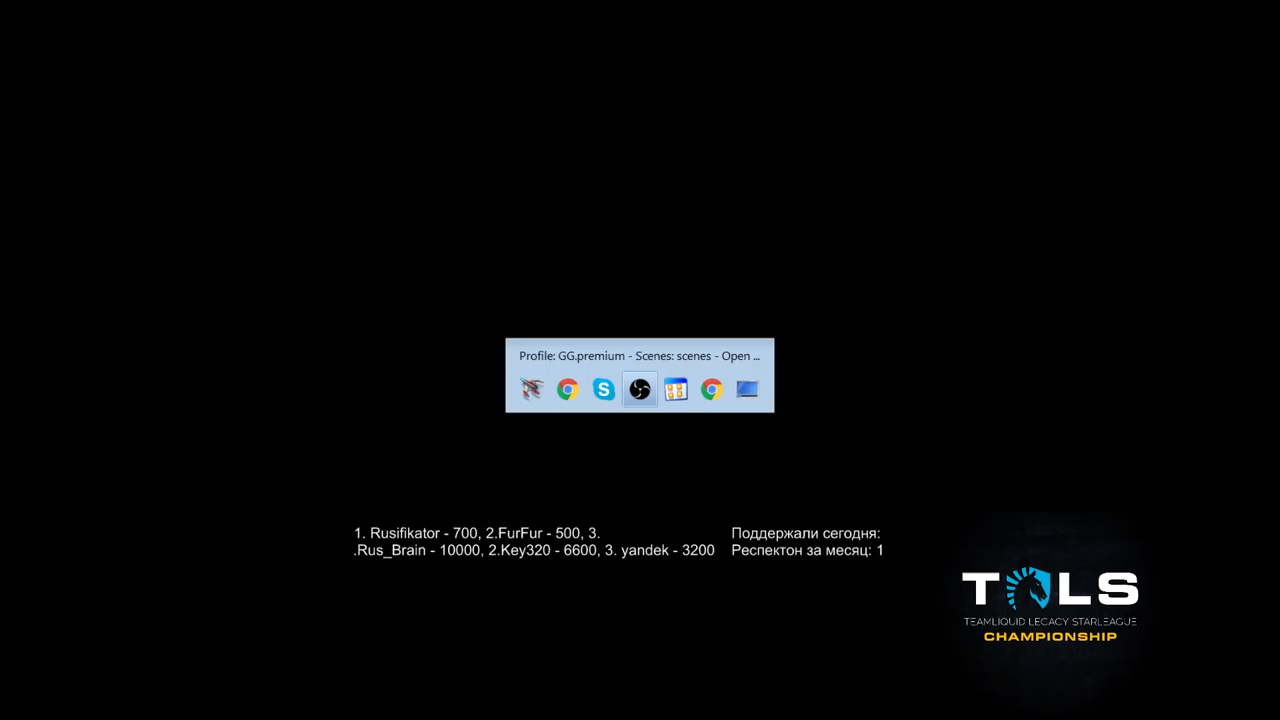 Profile: GG.premium - Scenes: scenes - Open ...
1. Rusifikator - 700, 2.FurFur - 500, 3.
.Rus_Brain - 10000, 2.Key320 - 6600, 3. yandek - 3200
Поддержали сегодня:
Респектон за месяц: 1
TLS
TEAMLIQUID LEGACY STARLEAGUE
CHAMPIONSHIP